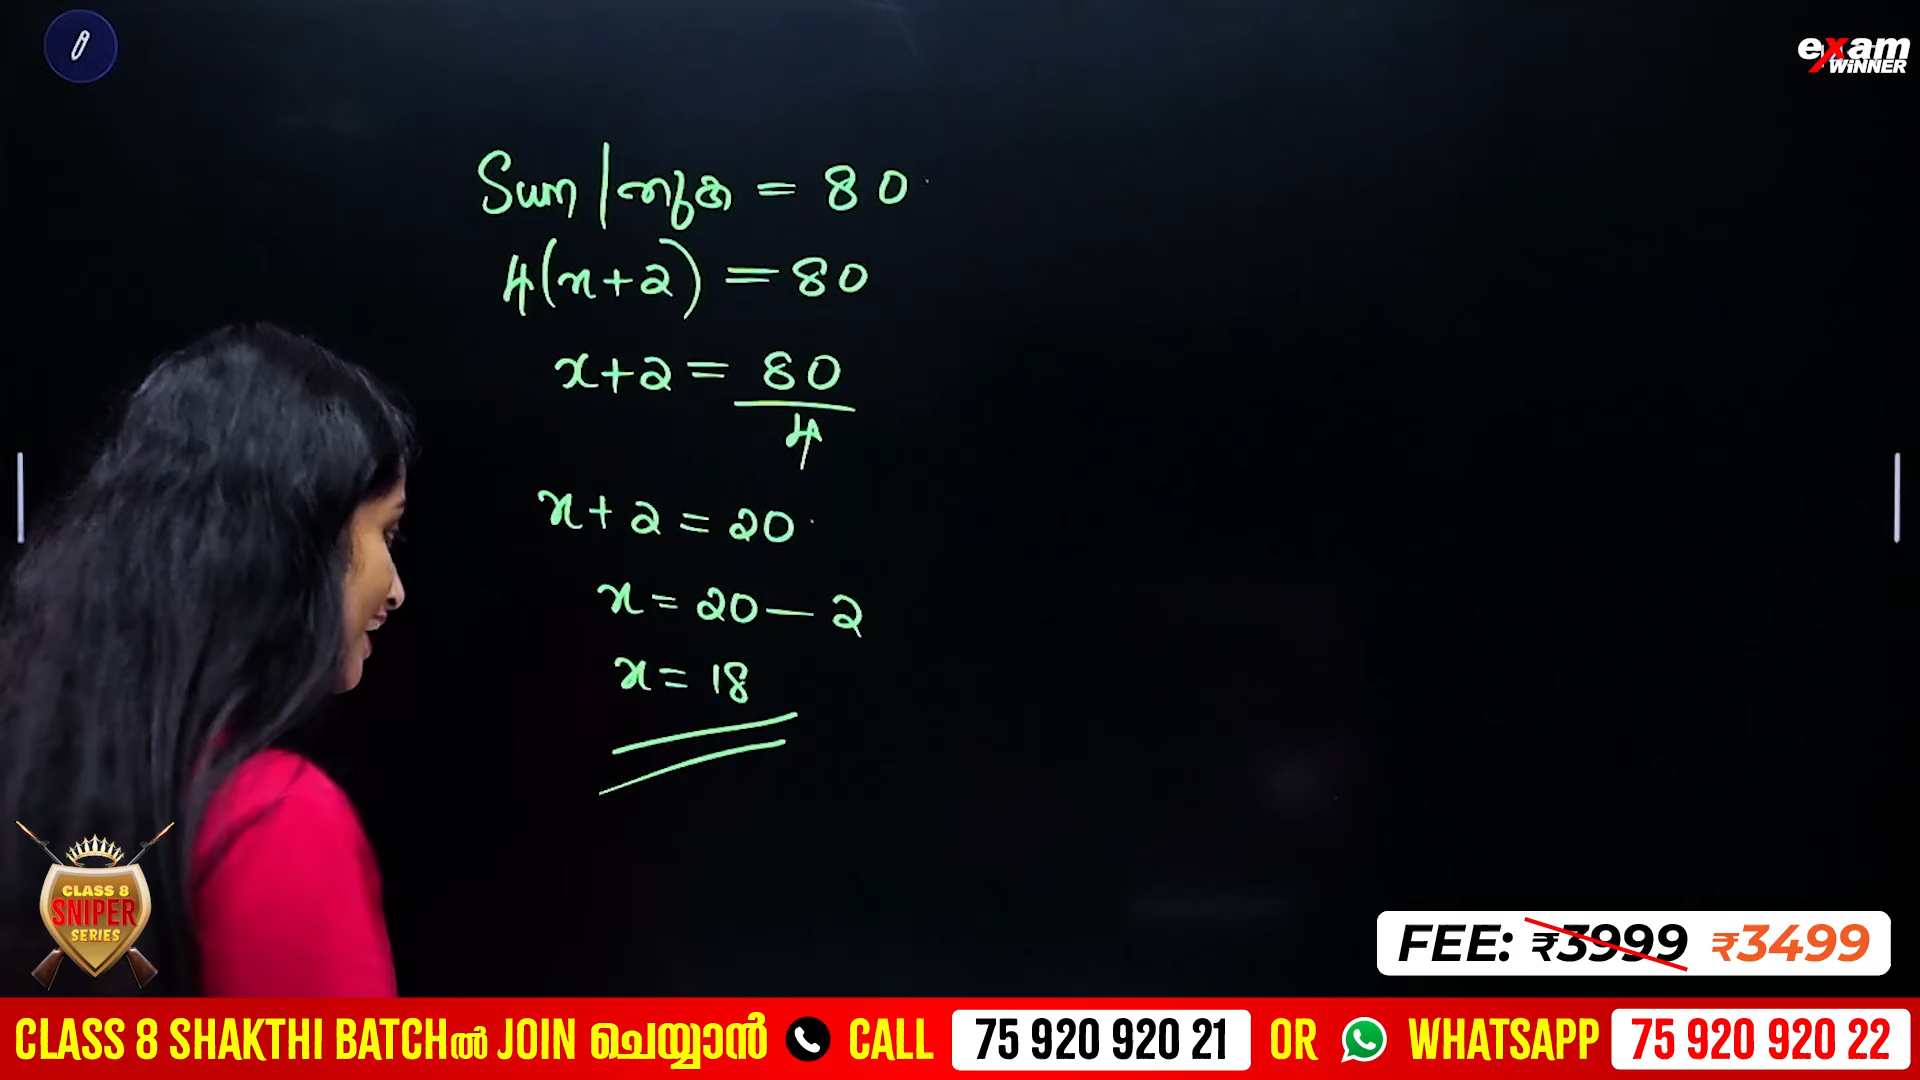 exam
WINNER
Sum / തുക = 80
4(x+2) = 80
x+2 = 80/4
x+2 = 20
x = 20 - 2
x = 18
CLASS 8
SNIPER
SERIES
FEE: ₹3999 ₹3499
CLASS 8 SHAKTHI BATCHൽ JOIN ചെയ്യാൻ CALL 75 920 920 21 OR WHATSAPP 75 920 920 22